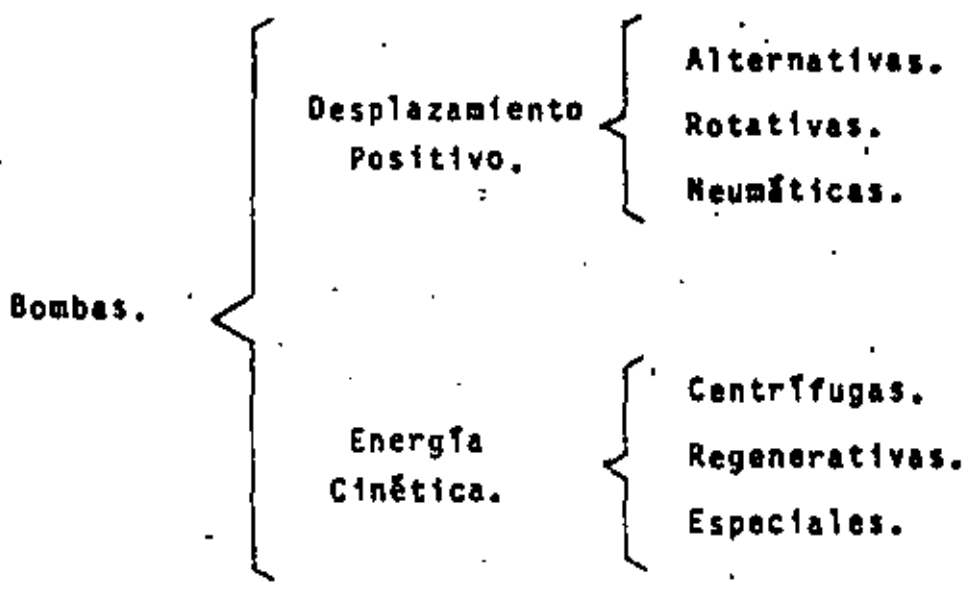 Bombas.
Desplazamiento
Positivo.
Alternativas.
Rotativas.
Neumáticas.
Energía
Cinética.
Centrífugas.
Regenerativas.
Especiales.